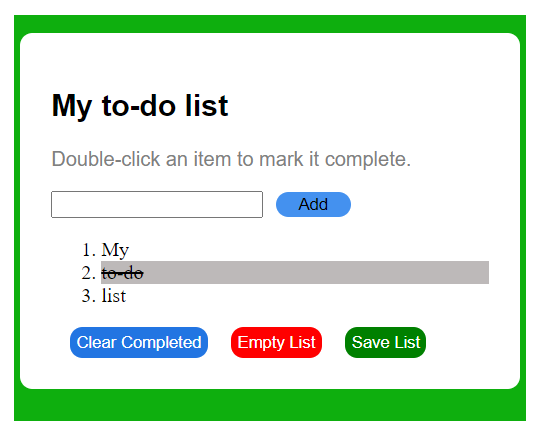 My to-do list
Double-click an item to mark it complete.
Add
1. My
2. to-do
3. list
Clear Completed Empty List Save List